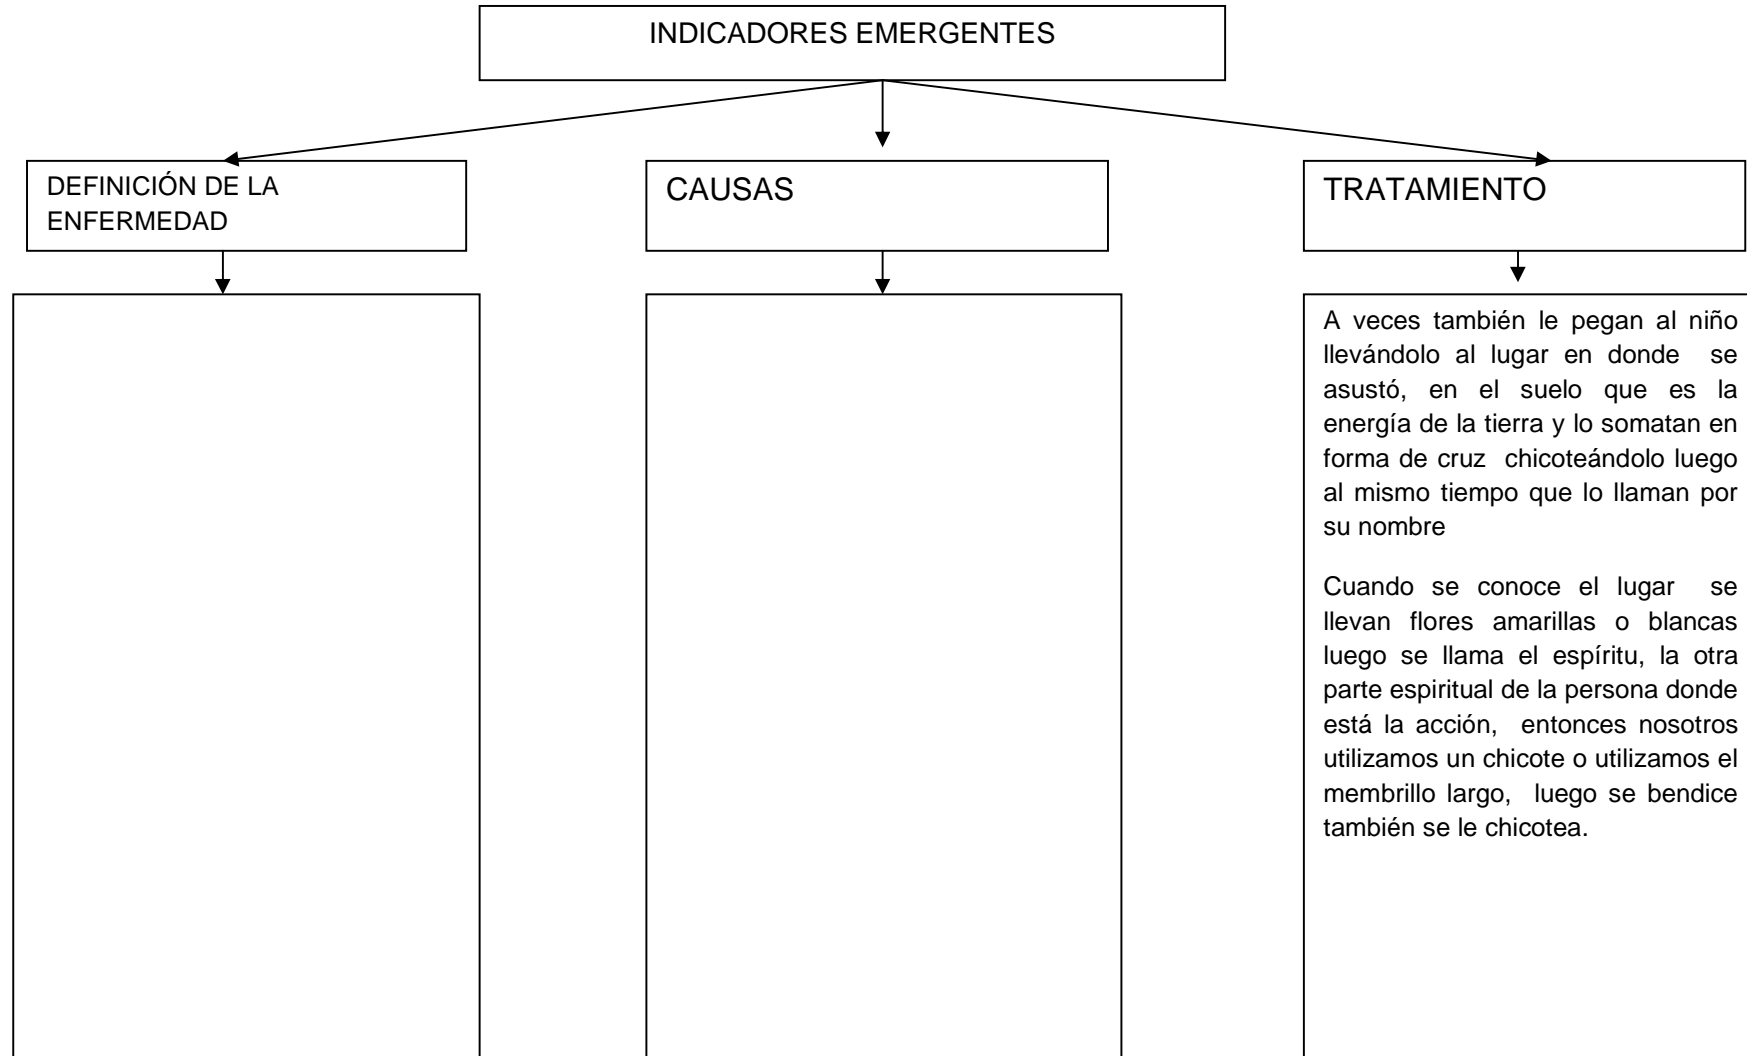 INDICADORES EMERGENTES
DEFINICIÓN DE LA
ENFERMEDAD
CAUSAS
TRATAMIENTO
A veces también le pegan al niño
llevándolo al lugar en donde se
asustó, en el suelo que es la
energía de la tierra y lo somatan en
forma de cruz chicoteándolo luego
al mismo tiempo que lo llaman por
su nombre
Cuando se conoce el lugar se
llevan flores amarillas o blancas
luego se llama el espíritu, la otra
parte espiritual de la persona donde
está la acción, entonces nosotros
utilizamos un chicote o utilizamos el
membrillo largo, luego se bendice
también se le chicotea.